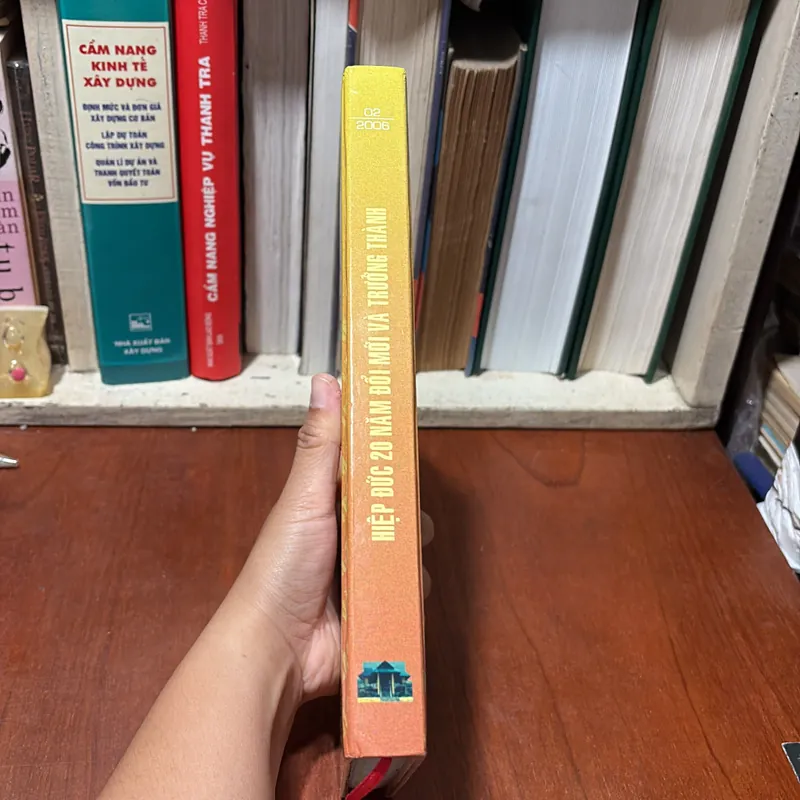 CẨM NANG
KINH TẾ
XÂY DỰNG
ĐỊNH MỨC VÀ ĐƠN GIÁ
XÂY DỰNG CƠ BẢN
LẬP DỰ TOÁN
CÔNG TRÌNH XÂY DỰNG
QUẢN LÍ DỰ ÁN VÀ
THANH QUYẾT TOÁN
VỐN ĐẦU TƯ
NHÀ XUẤT BẢN
XÂY DỰNG
CẨM NANG NGHIỆP VỤ THANH TRA
THANH TRA
02
2006
HIỆP ĐỨC 20 NĂM ĐỔI MỚI VÀ TRƯỞNG THÀNH